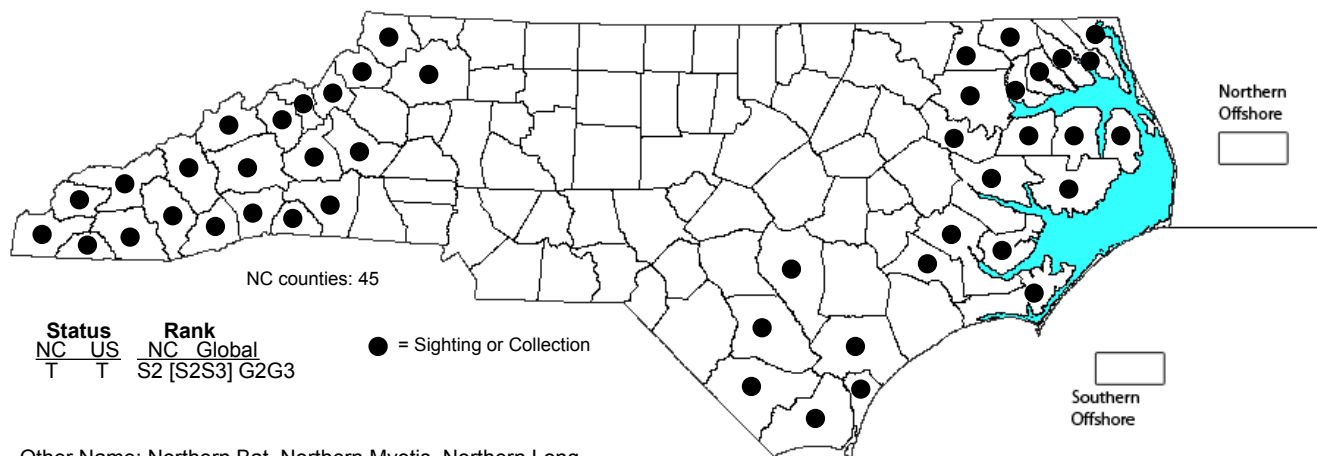 Northern
Offshore
NC counties: 45
Status Rank
NC US NC Global
T T S2 [S2S3] G2G3
= Sighting or Collection
Southern
Offshore
Other Name: Northern Bat, Northern Myotis, Northern Long-